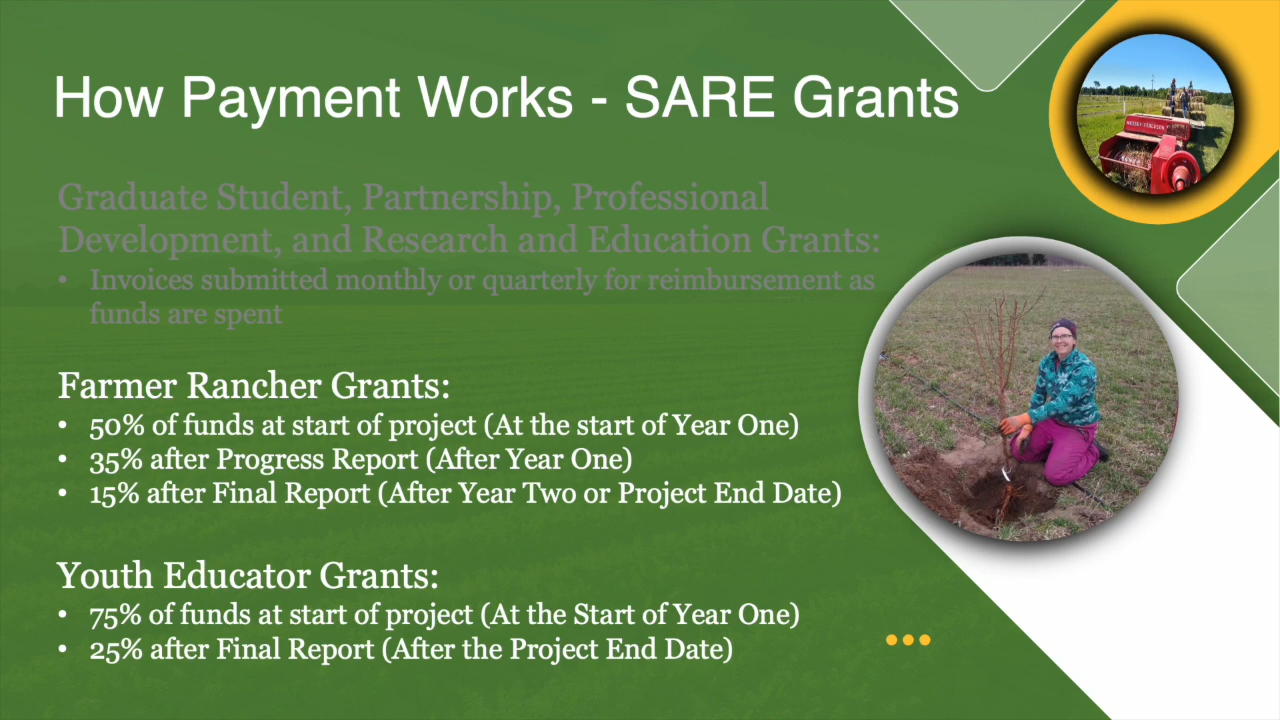 How Payment Works - SARE Grants
Graduate Student, Partnership, Professional
Development, and Research and Education Grants:
• Invoices submitted monthly or quarterly for reimbursement as
funds are spent
Farmer Rancher Grants:
• 50% of funds at start of project (At the start of Year One)
• 35% after Progress Report (After Year One)
• 15% after Final Report (After Year Two or Project End Date)
Youth Educator Grants:
• 75% of funds at start of project (At the Start of Year One)
• 25% after Final Report (After the Project End Date)
MASSEY-FERGUSON